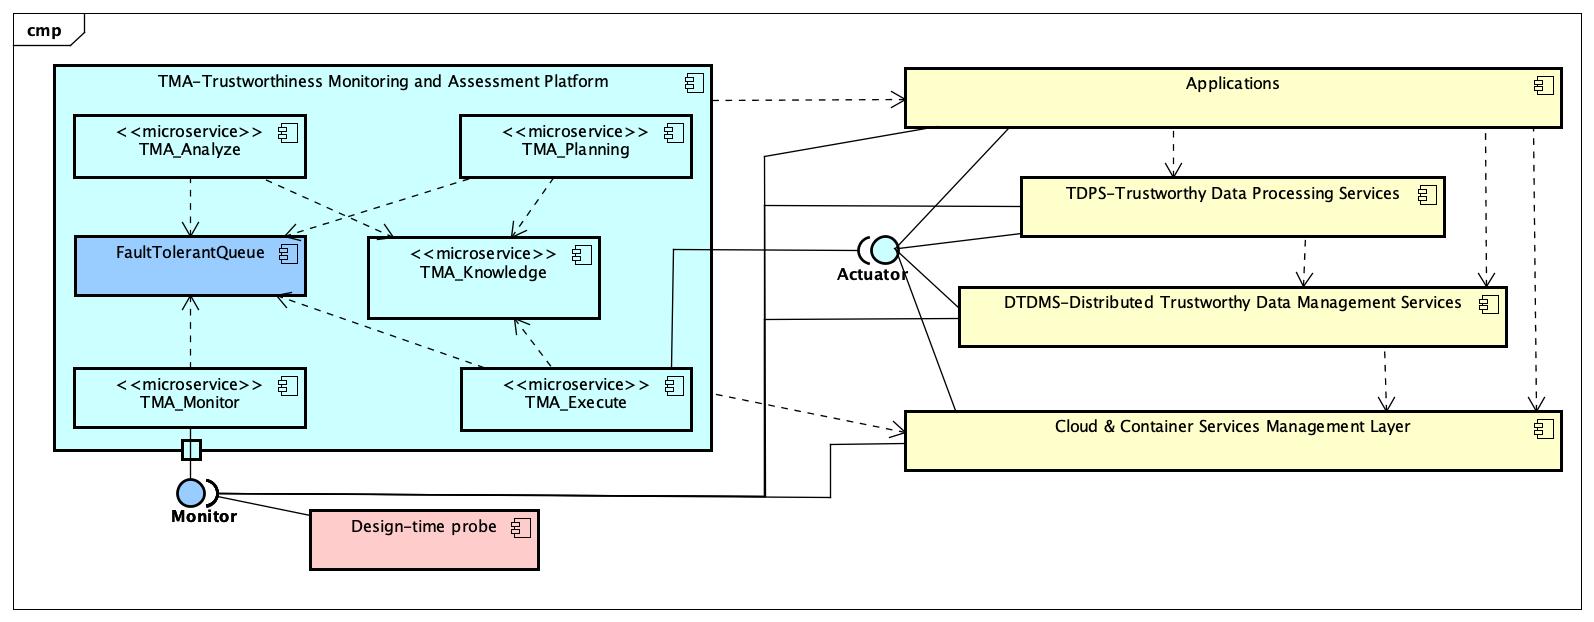 cmp
TMA-Trustworthiness Monitoring and Assessment Platform
Applications
<<microservice>>
TMA_Analyze
<<microservice>>
TMA_Planning
TDPS-Trustworthy Data Processing Services
FaultTolerantQueue
<<microservice>>
TMA_Knowledge
Actuator
DTDMS-Distributed Trustworthy Data Management Services
<<microservice>>
TMA_Monitor
<<microservice>>
TMA_Execute
Cloud & Container Services Management Layer
Monitor
Design-time probe